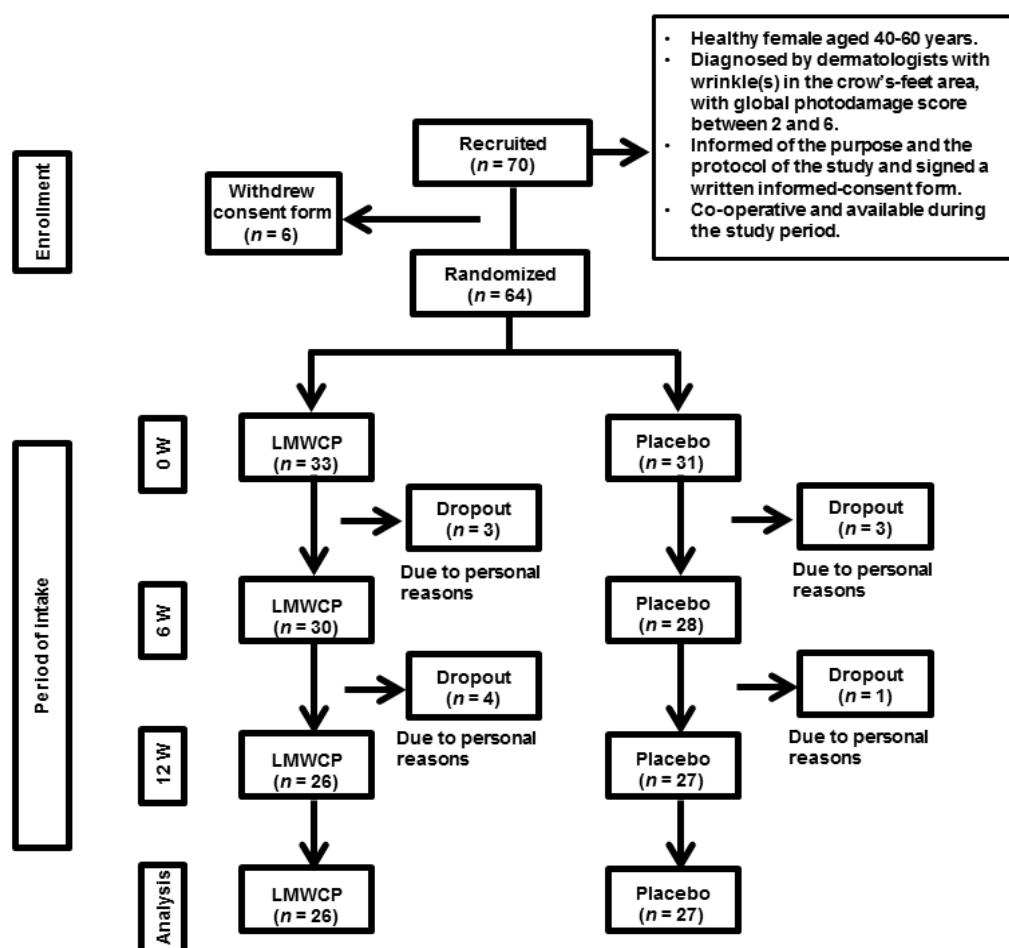 • Healthy female aged 40-60 years.
• Diagnosed by dermatologists with
wrinkle(s) in the crow's-feet area,
with global photodamage score
between 2 and 6.
• Informed of the purpose and the
protocol of the study and signed a
written informed-consent form.
• Co-operative and available during
the study period.
Recruited
(n = 70)
Enrollment
Withdrew
consent form
(n = 6)
Randomized
(n = 64)
Period of intake
0 W
LMWCP
(n = 33)
Placebo
(n = 31)
Dropout
(n = 3)
Due to personal
reasons
Dropout
(n = 3)
Due to personal
reasons
6 W
LMWCP
(n = 30)
Placebo
(n = 28)
Dropout
(n = 4)
Due to personal
reasons
Dropout
(n = 1)
Due to personal
reasons
12 W
LMWCP
(n = 26)
Placebo
(n = 27)
Analysis
LMWCP
(n = 26)
Placebo
(n = 27)